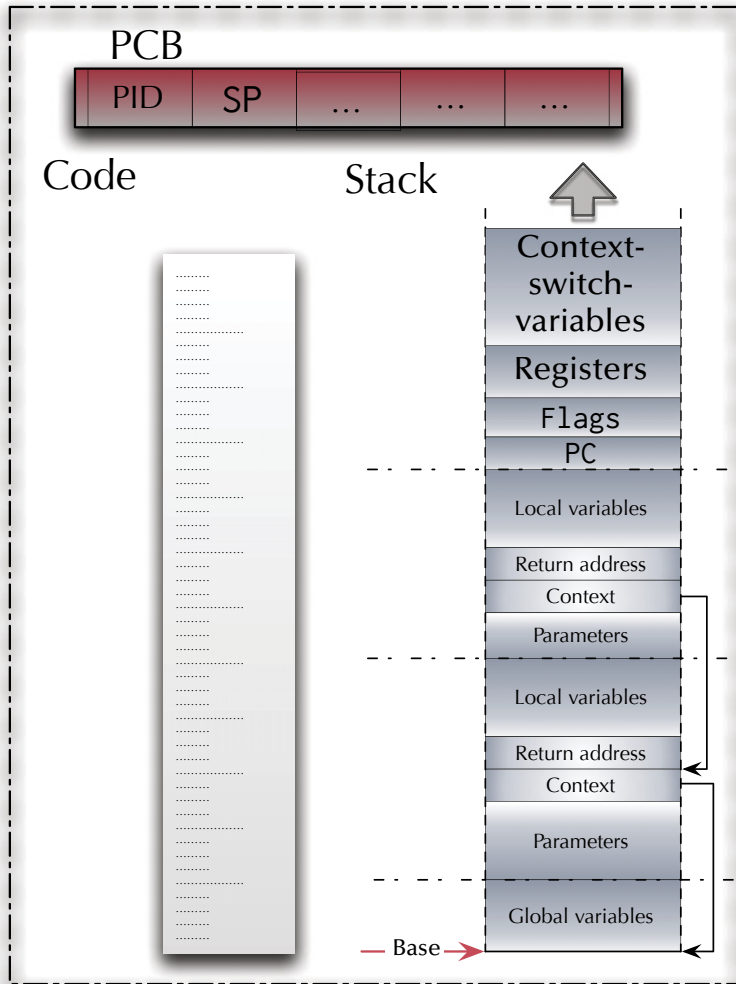 PCB
PID SP ... ... ...
Code
Stack
Context-
switch-
variables
Registers
Flags
PC
Local variables
Return address
Context
Parameters
Local variables
Return address
Context
Parameters
Global variables
Base